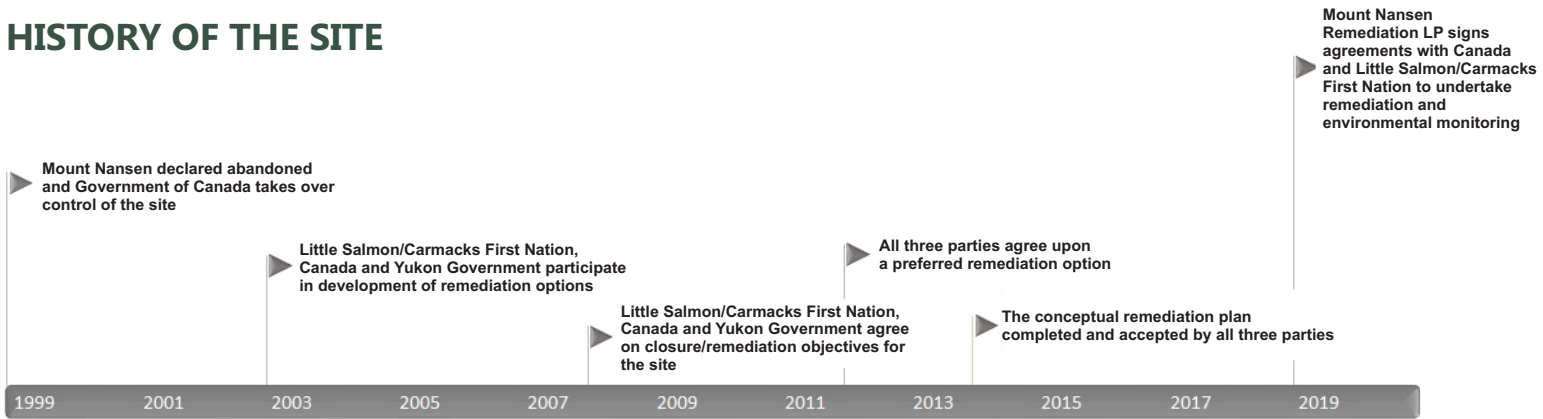 HISTORY OF THE SITE
Mount Nansen
Remediation LP signs
agreements with Canada
and Little Salmon/Carmacks
First Nation to undertake
remediation and
environmental monitoring
Mount Nansen declared abandoned
and Government of Canada takes over
control of the site
Little Salmon/Carmacks First Nation,
Canada and Yukon Government participate
in development of remediation options
All three parties agree upon
a preferred remediation option
Little Salmon/Carmacks First Nation,
Canada and Yukon Government agree
on closure/remediation objectives for
the site
The conceptual remediation plan
completed and accepted by all three parties
1999 2001 2003 2005 2007 2009 2011 2013 2015 2017 2019